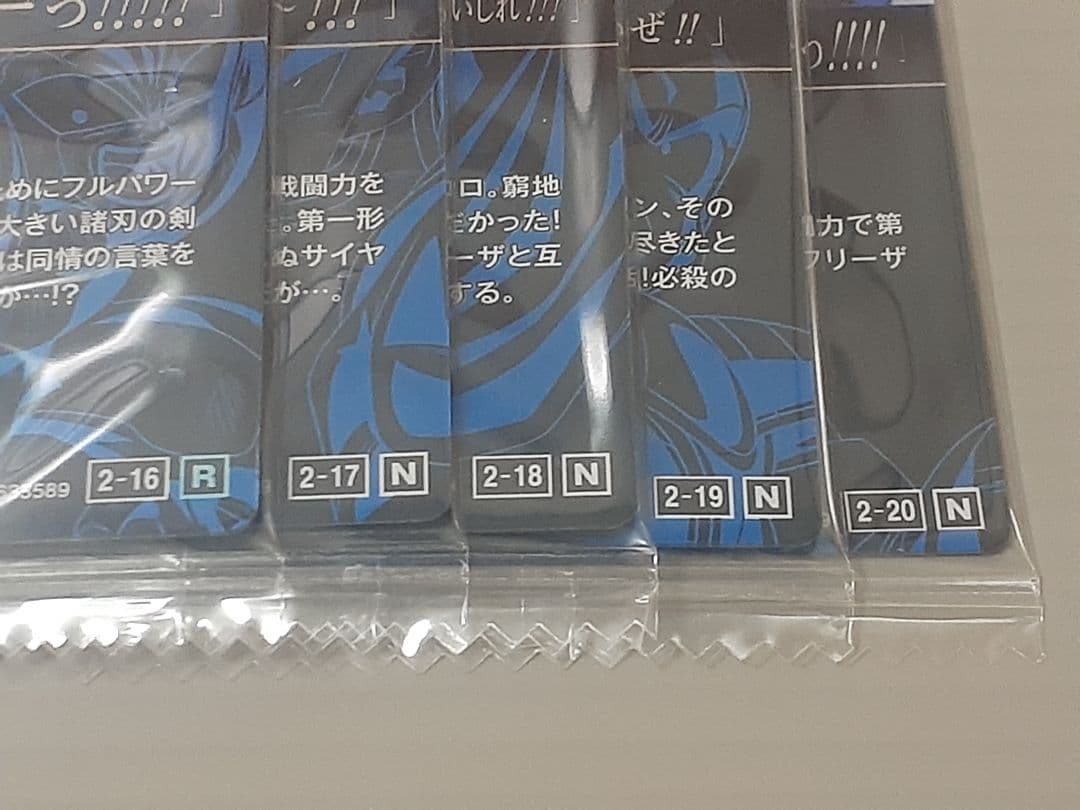 ーっ!!!!!」
〜!!!」
いしれ!!!」
ぜ!!」
っ!!!!」
ためにフルパワー
大きい諸刃の剣
は同情の言葉を
か…!?
戦闘力を
。第一形
ぬサイヤ
が…。
ロ。窮地
かった!
ーザと互
する。
ン、その
尽きたと
!必殺の
力で第
フリーザ
2-16 R
2-17 N
2-18 N
2-19 N
2-20 N